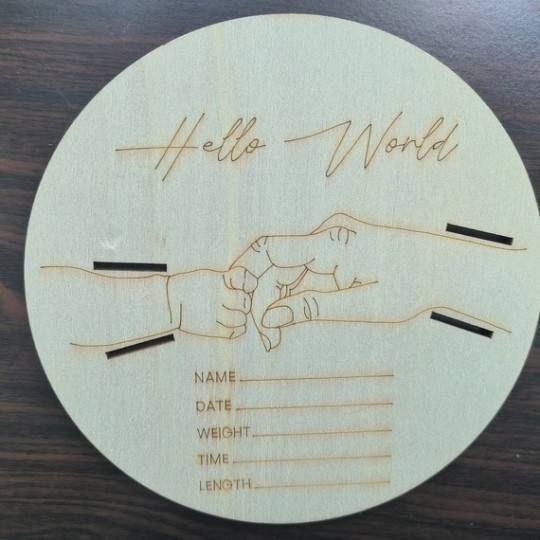 Hello World
NAME
DATE
WEIGHT
TIME
LENGTH